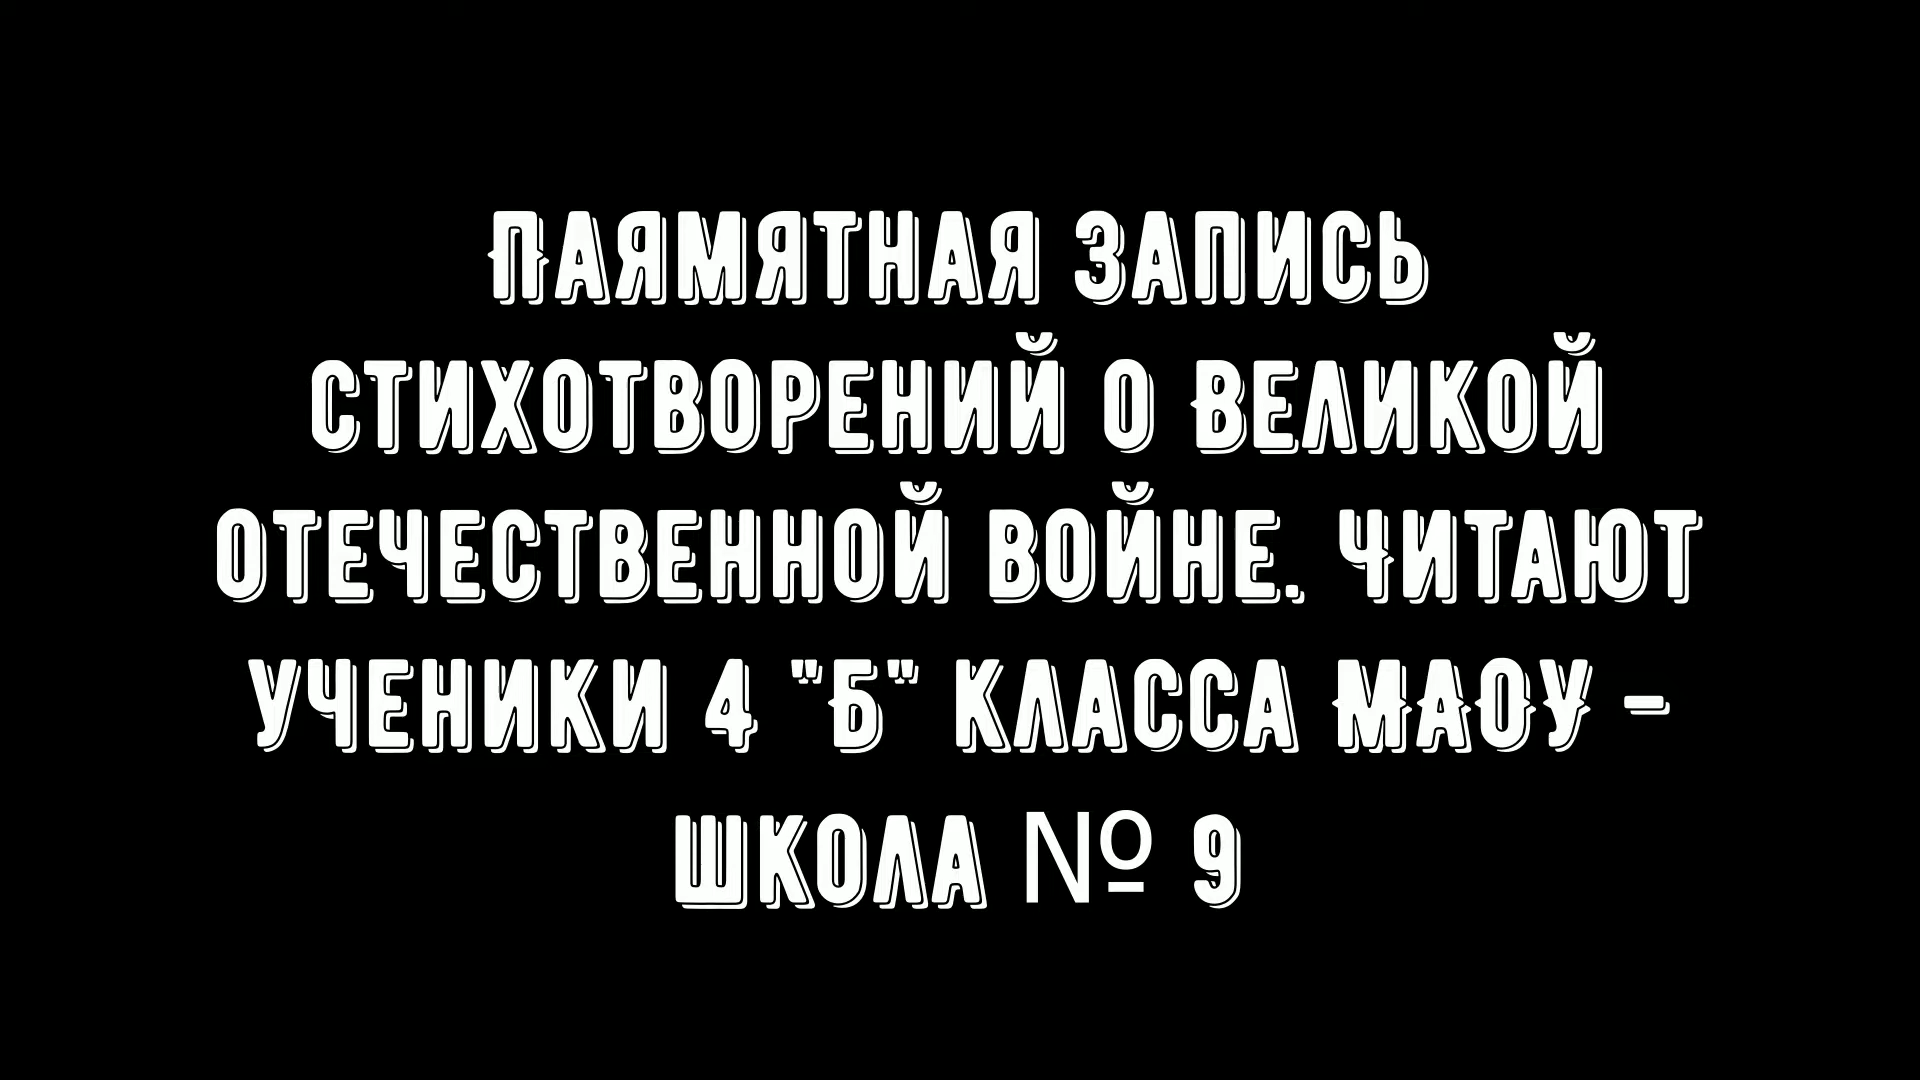 Паямятная запись
стихотворений о Великой
отечественной войне. Читают
ученики 4 "Б" класса МАОУ -
школа № 9